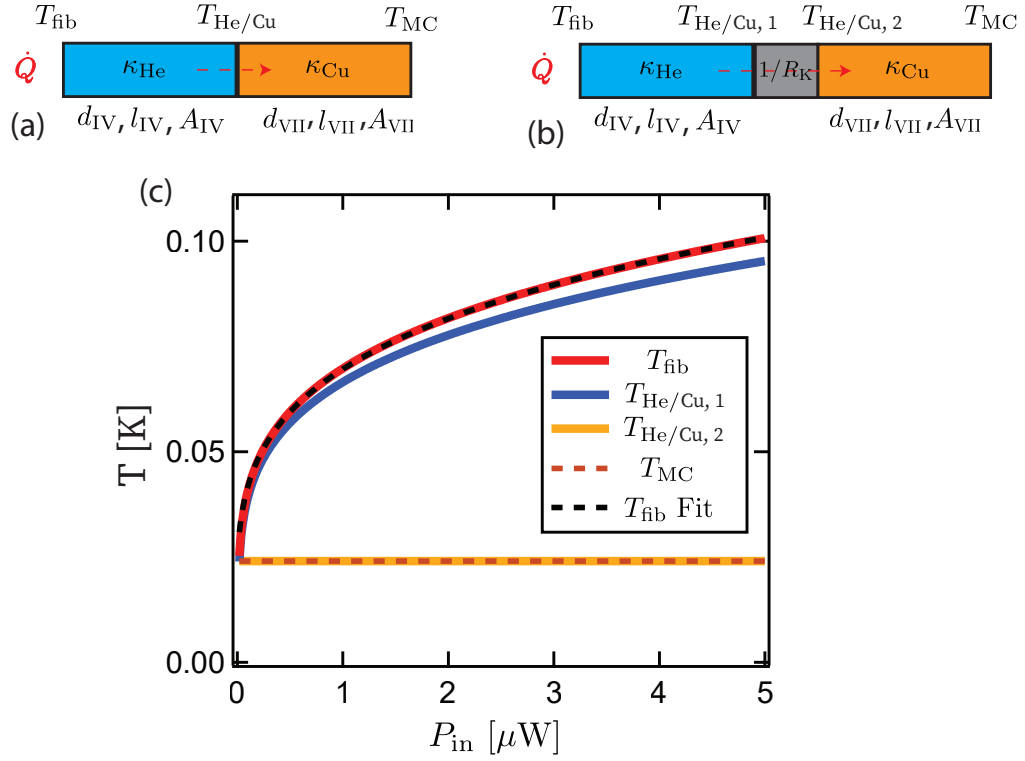 T_fib T_He/Cu T_MC
Q̇ κ_He κ_Cu
(a) d_IV, l_IV, A_IV d_VII, l_VII, A_VII
T_fib T_He/Cu, 1 T_He/Cu, 2 T_MC
Q̇ κ_He 1/R_K κ_Cu
(b) d_IV, l_IV, A_IV d_VII, l_VII, A_VII
(c)
T [K]
0.10
0.05
0.00
T_fib
T_He/Cu, 1
T_He/Cu, 2
T_MC
T_fib Fit
0 1 2 3 4 5
P_in [μW]